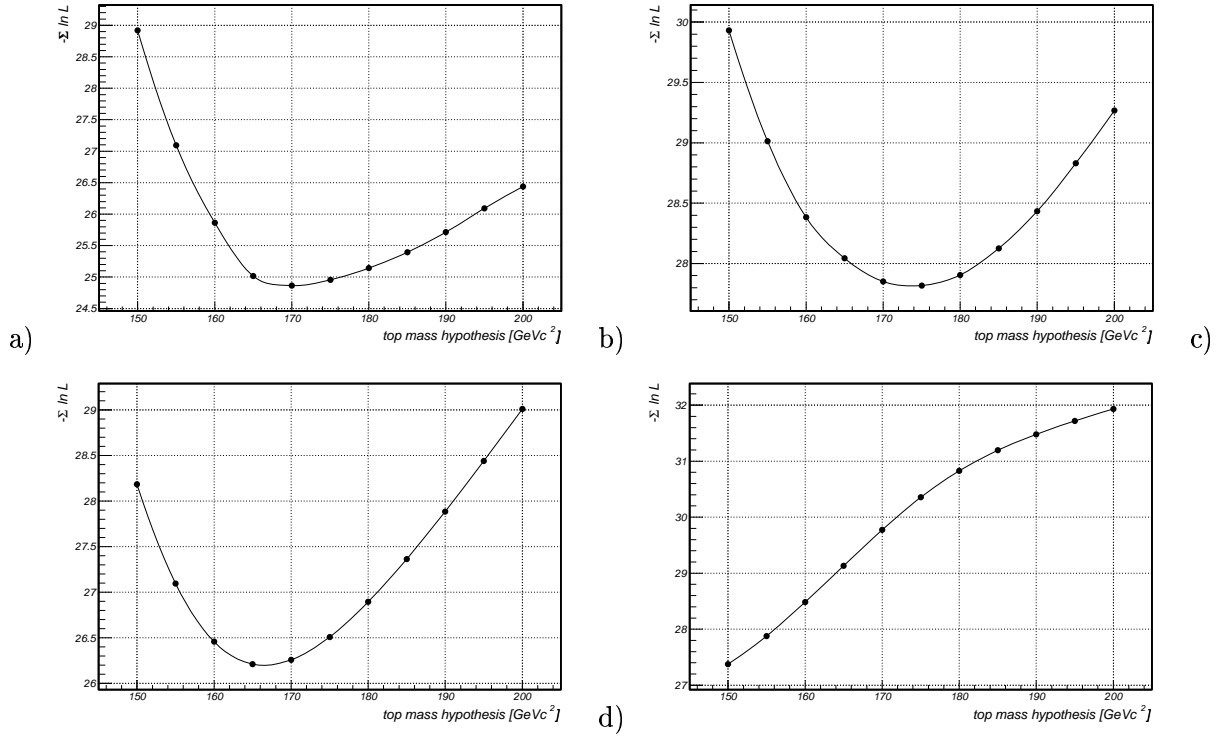 -Σ ln L
29
28.5
28
27.5
27
26.5
26
25.5
25
24.5
150 160 170 180 190 200
top mass hypothesis [GeVc 2 ]
a)
-Σ ln L
30
29.5
29
28.5
28
150 160 170 180 190 200
top mass hypothesis [GeVc 2 ]
b)
c)
-Σ ln L
29
28.5
28
27.5
27
26.5
26
150 160 170 180 190 200
top mass hypothesis [GeVc 2 ]
-Σ ln L
32
31
30
29
28
27
150 160 170 180 190 200
top mass hypothesis [GeVc 2 ]
d)